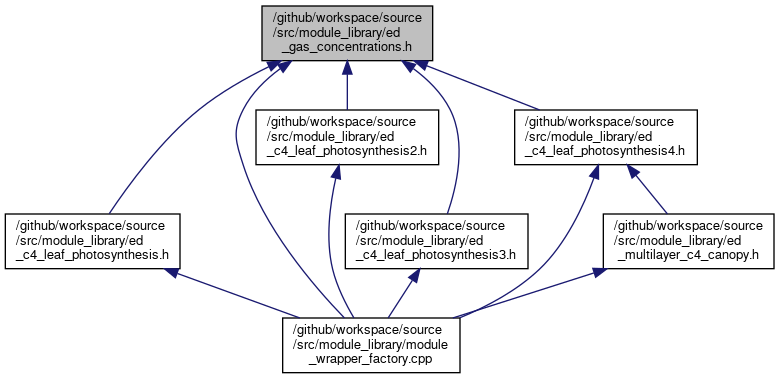 /github/workspace/source
/src/module_library/ed
_gas_concentrations.h
/github/workspace/source
/src/module_library/ed
_c4_leaf_photosynthesis2.h
/github/workspace/source
/src/module_library/ed
_c4_leaf_photosynthesis4.h
/github/workspace/source
/src/module_library/ed
_c4_leaf_photosynthesis.h
/github/workspace/source
/src/module_library/ed
_c4_leaf_photosynthesis3.h
/github/workspace/source
/src/module_library/ed
_multilayer_c4_canopy.h
/github/workspace/source
/src/module_library/module
_wrapper_factory.cpp